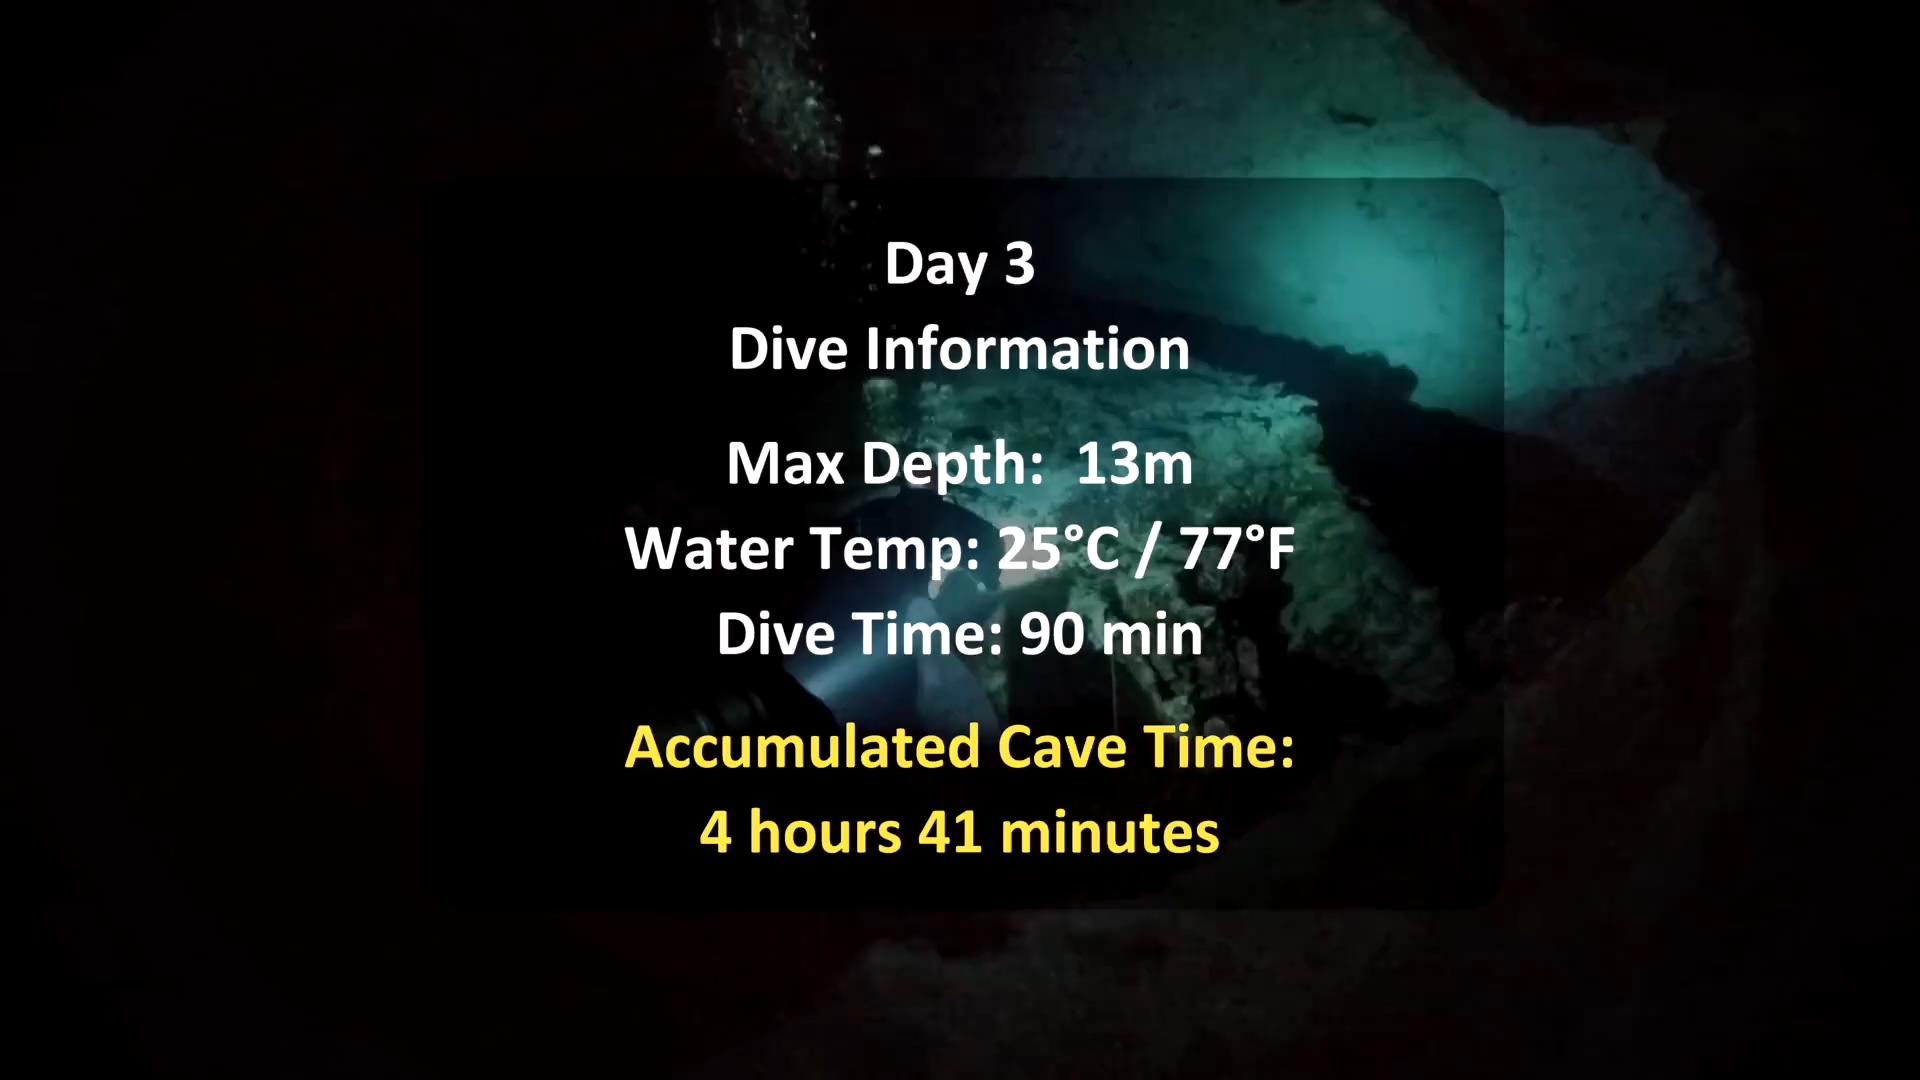 Day 3
Dive Information
Max Depth:  13m
Water Temp: 25°C / 77°F
Dive Time: 90 min
Accumulated Cave Time:
4 hours 41 minutes